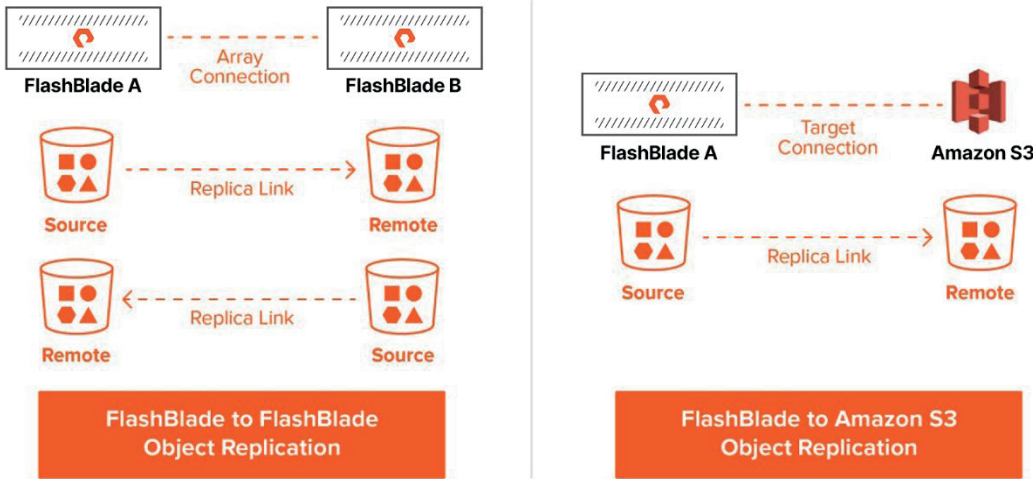 FlashBlade A
Array
Connection
FlashBlade B
Source
Replica Link
Remote
Remote
Replica Link
Source
FlashBlade to FlashBlade
Object Replication
FlashBlade A
Target
Connection
Amazon S3
Source
Replica Link
Remote
FlashBlade to Amazon S3
Object Replication